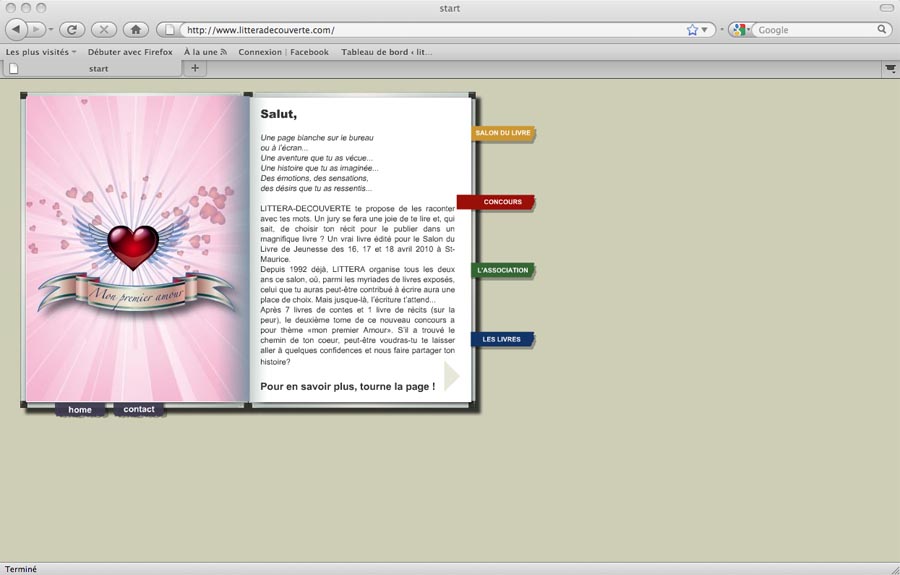 start
http://www.litteradecouverte.com/
Google
Les plus visités
Débuter avec Firefox
À la une
Connexion | Facebook
Tableau de bord ‹ lit…
start
Mon premier amour
Salut,
Une page blanche sur le bureau
ou à l'écran...
Une aventure que tu as vécue...
Une histoire que tu as imaginée...
Des émotions, des sensations,
des désirs que tu as ressentis...
LITTERA-DECOUVERTE te propose de les raconter
avec tes mots. Un jury se fera une joie de te lire et, qui
sait, de choisir ton récit pour le publier dans un
magnifique livre ? Un vrai livre édité pour le Salon du
Livre de Jeunesse des 16, 17 et 18 avril 2010 à St-
Maurice.
Depuis 1992 déjà, LITTERA organise tous les deux
ans ce salon, où, parmi les myriades de livres exposés,
celui que tu auras peut-être contribué à écrire aura une
place de choix. Mais jusque-là, l'écriture t'attend...
Après 7 livres de contes et 1 livre de récits (sur la
peur), le deuxième tome de ce nouveau concours a
pour thème «mon premier Amour». S'il a trouvé le
chemin de ton coeur, peut-être voudras-tu te laisser
aller à quelques confidences et nous faire partager ton
histoire?
Pour en savoir plus, tourne la page !
SALON DU LIVRE
CONCOURS
L'ASSOCIATION
LES LIVRES
home
contact
Terminé